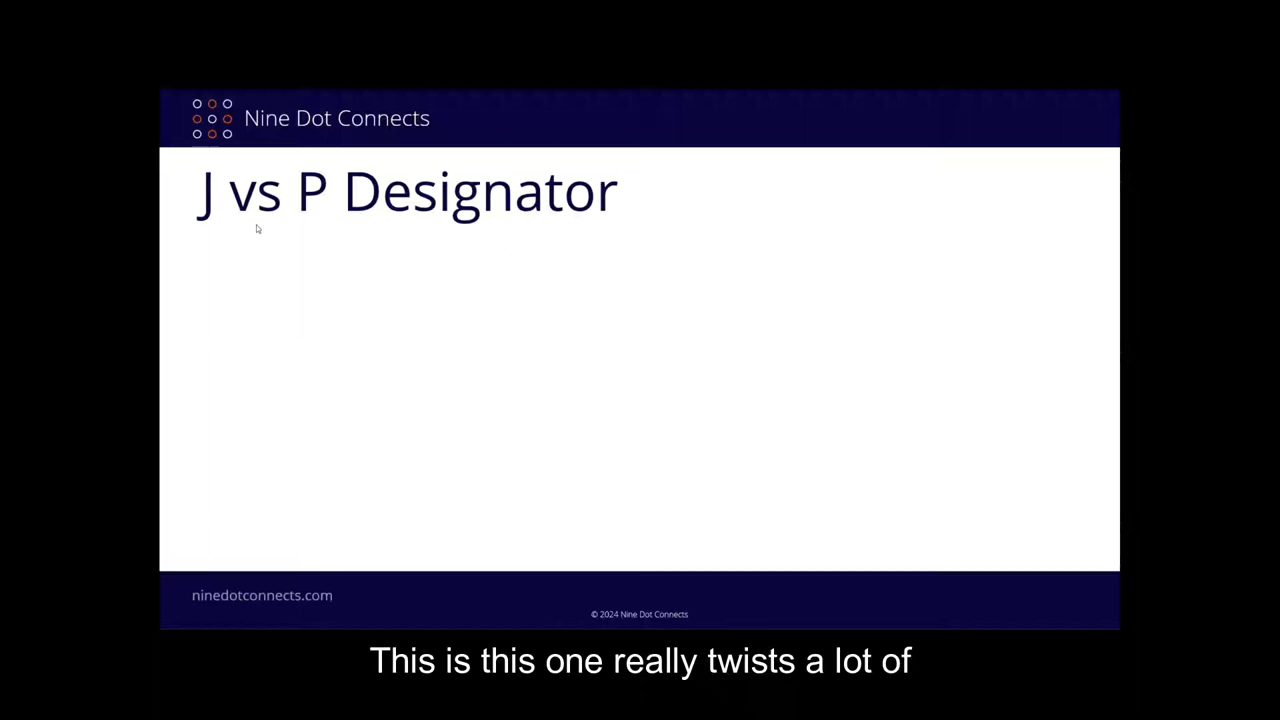 Nine Dot Connects
J vs P Designator
ninedotconnects.com
© 2024 Nine Dot Connects
This is this one really twists a lot of